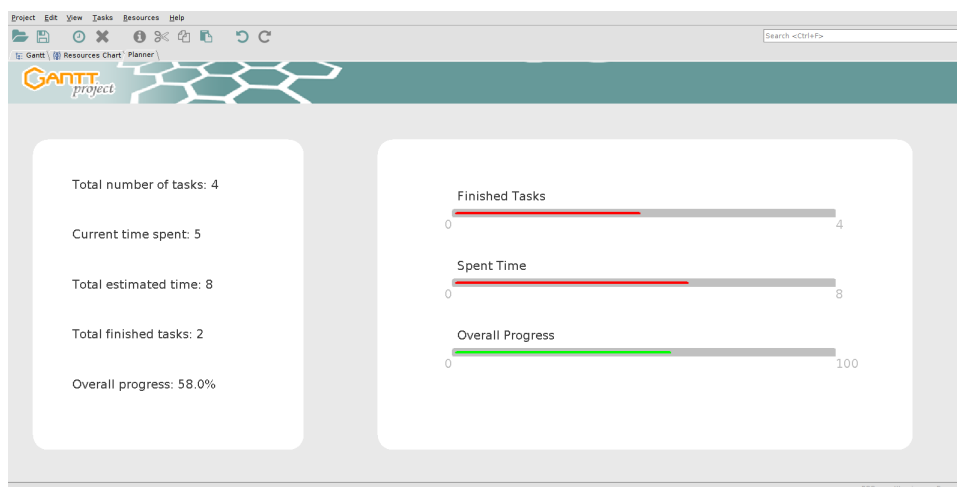 Project Edit View Tasks Resources Help
Search <Ctrl+F>
Gantt Resources Chart Planner
GANTT
project
Total number of tasks: 4
Current time spent: 5
Total estimated time: 8
Total finished tasks: 2
Overall progress: 58.0%
Finished Tasks
0 4
Spent Time
0 8
Overall Progress
0 100